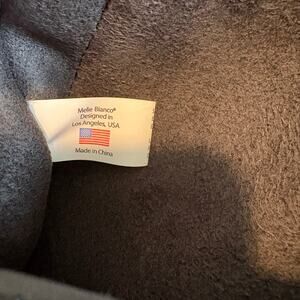 Melie Bianco®
Designed in
Los Angeles, USA
Made in China